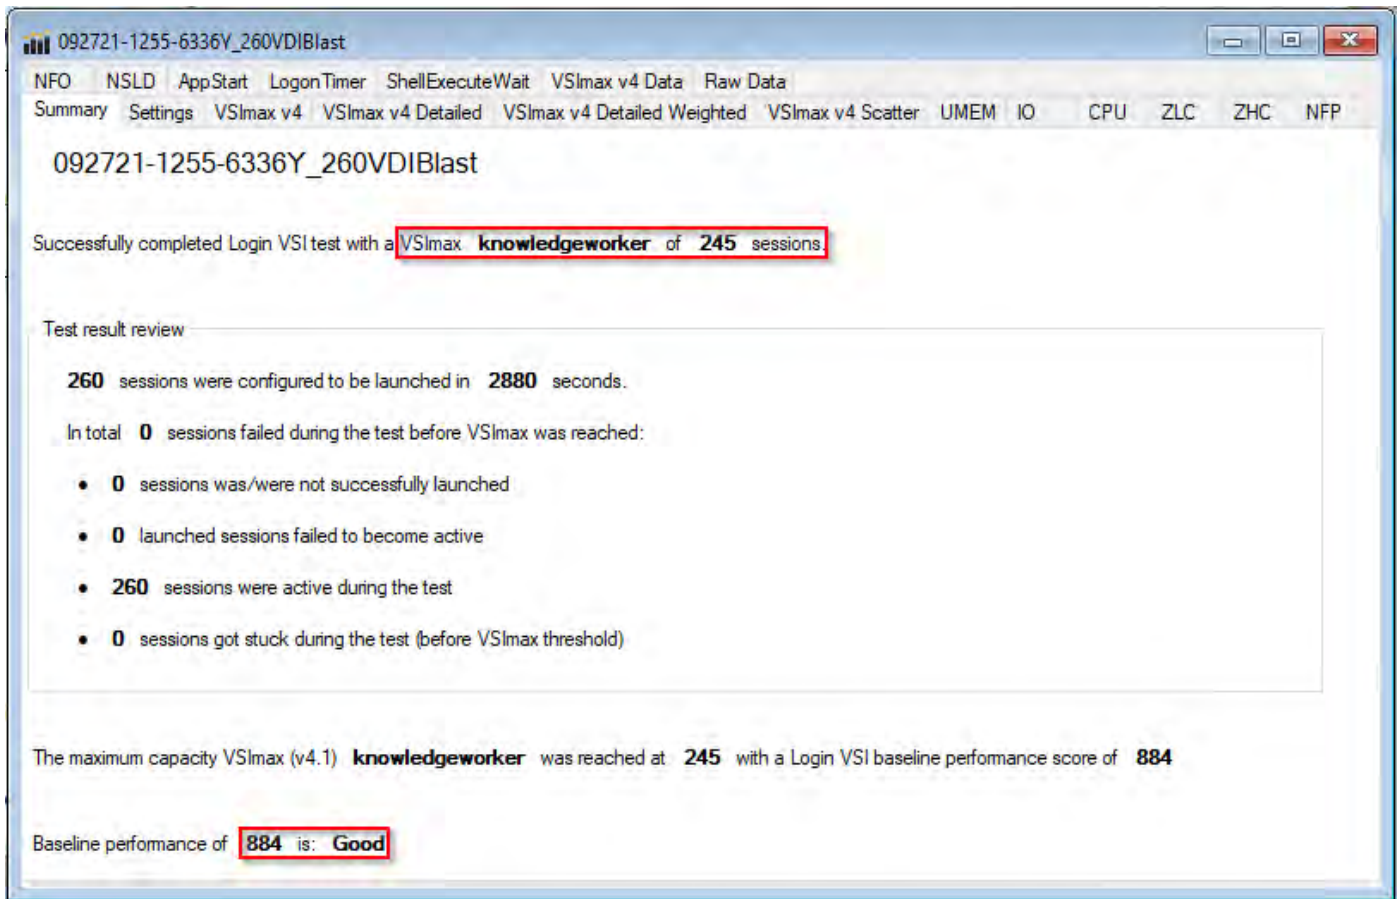 092721-1255-6336Y_260VDIBlast
NFO NSLD AppStart LogonTimer ShellExecuteWait VSImax v4 Data Raw Data
Summary Settings VSImax v4 VSImax v4 Detailed VSImax v4 Detailed Weighted VSImax v4 Scatter UMEM IO CPU ZLC ZHC NFP
092721-1255-6336Y_260VDIBlast
Successfully completed Login VSI test with a VSImax knowledgeworker of 245 sessions.
Test result review
260 sessions were configured to be launched in 2880 seconds.
In total 0 sessions failed during the test before VSImax was reached:
• 0 sessions was/were not successfully launched
• 0 launched sessions failed to become active
• 260 sessions were active during the test
• 0 sessions got stuck during the test (before VSImax threshold)
The maximum capacity VSImax (v4.1) knowledgeworker was reached at 245 with a Login VSI baseline performance score of 884
Baseline performance of 884 is: Good